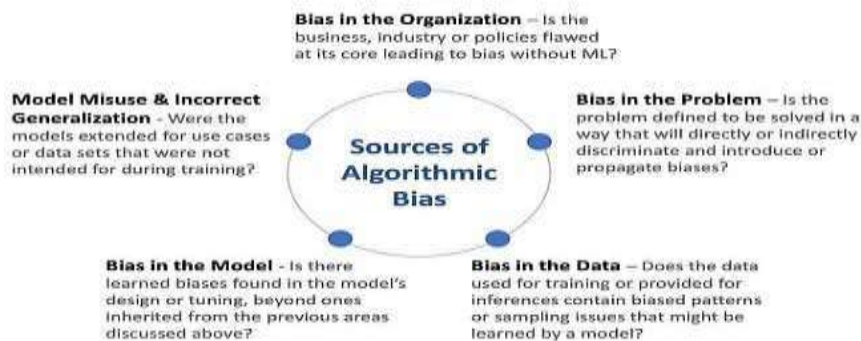 Bias in the Organization – Is the
business, industry or policies flawed
at its core leading to bias without ML?
Bias in the Problem – Is the
problem defined to be solved in a
way that will directly or indirectly
discriminate and introduce or
propagate biases?
Bias in the Data – Does the data
used for training or provided for
inferences contain biased patterns
or sampling issues that might be
learned by a model?
Bias in the Model - Is there
learned biases found in the model's
design or tuning, beyond ones
inherited from the previous areas
discussed above?
Model Misuse & Incorrect
Generalization - Were the
models extended for use cases
or data sets that were not
intended for during training?
Sources of
Algorithmic
Bias